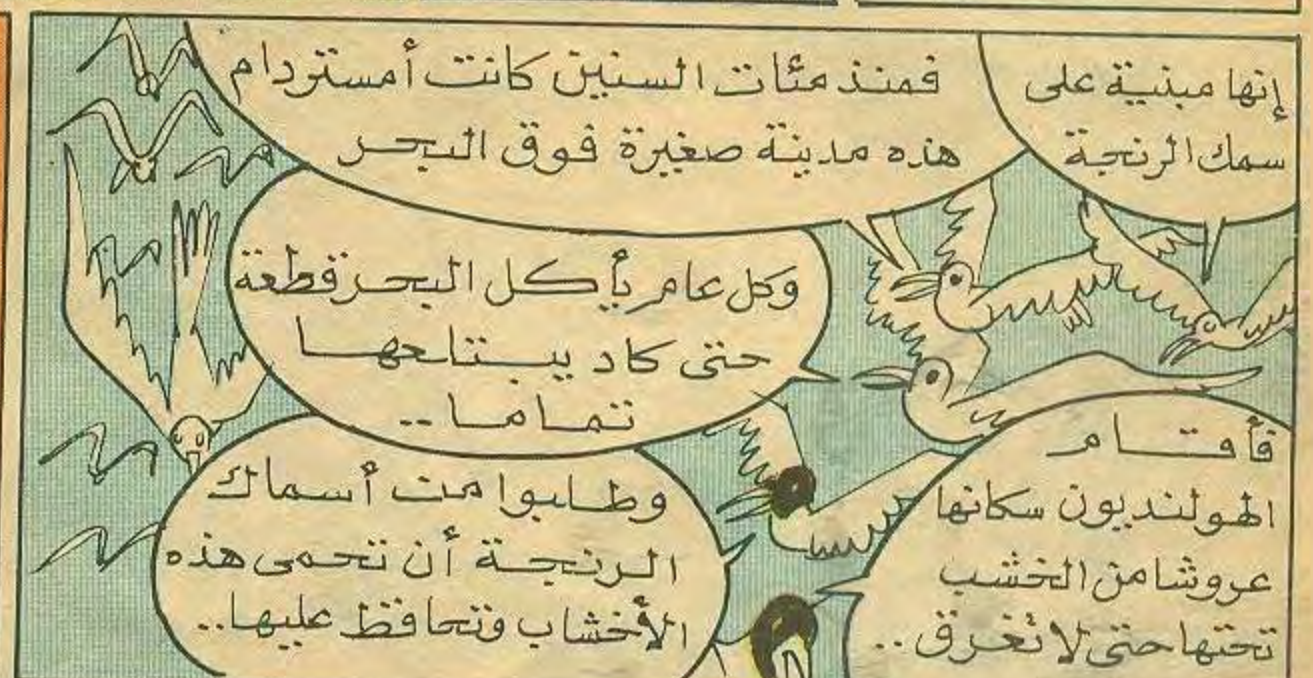 إنها مبنية على
سمك الرنجة
فمنذ مئات السنين كانت أمستردام
هذه مدينة صغيرة فوق البحر
وكل عام يأكل البحر قطعة
حتى كاد يبتلعها
تماما..
فأقام
الهولنديون سكانها
عروشا من الخشب
تحتها حتى لا تغرق..
وطلبوا من أسماك
الرنجة أن تحمى هذه
الأخشاب وتحافظ عليها..